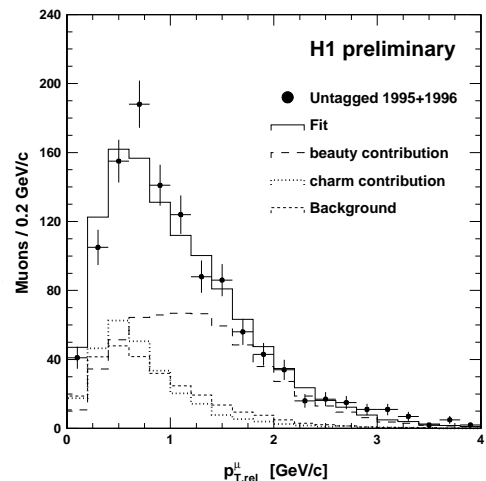 H1 preliminary
Untagged 1995+1996
Fit
beauty contribution
charm contribution
Background
Muons / 0.2 GeV/c
240
200
160
120
80
40
0
0 1 2 3 4
p^μ_T,rel [GeV/c]